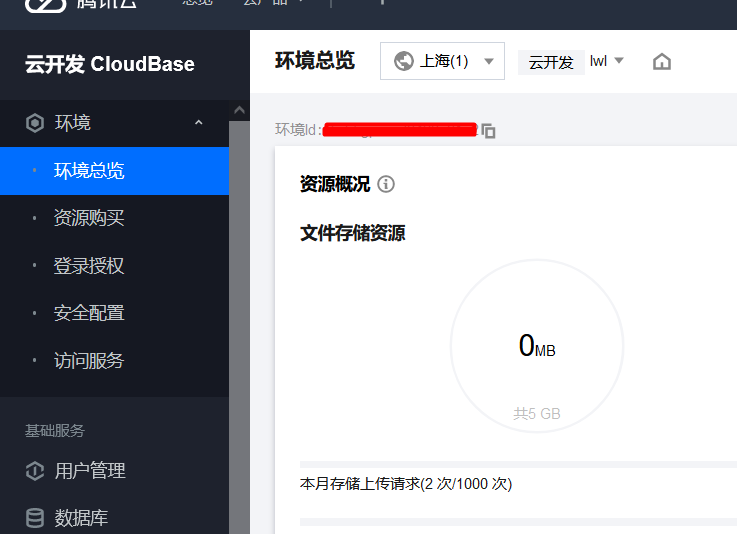 腾讯云 总览 云产品
云开发 CloudBase
环境总览
上海(1)
云开发
lwl
环境
环境总览
资源购买
登录授权
安全配置
访问服务
基础服务
用户管理
数据库
环境Id:
资源概况
文件存储资源
0MB
共5 GB
本月存储上传请求(2 次/1000 次)